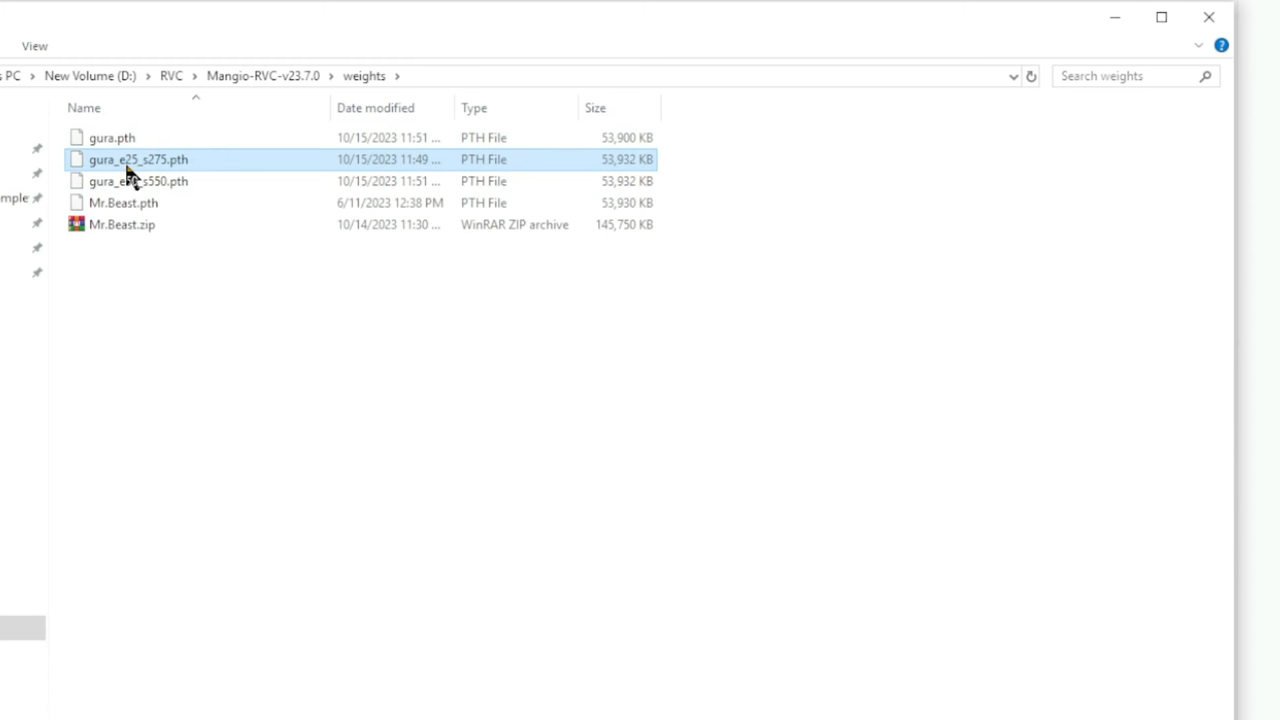 View
s PC > New Volume (D:) > RVC > Mangio-RVC-v23.7.0 > weights >
Search weights
Name Date modified Type Size
gura.pth 10/15/2023 11:51 ... PTH File 53,900 KB
gura_e25_s275.pth 10/15/2023 11:49 ... PTH File 53,932 KB
gura_e50_s550.pth 10/15/2023 11:51 ... PTH File 53,932 KB
mple
Mr.Beast.pth 6/11/2023 12:38 PM PTH File 53,930 KB
Mr.Beast.zip 10/14/2023 11:30 ... WinRAR ZIP archive 145,750 KB